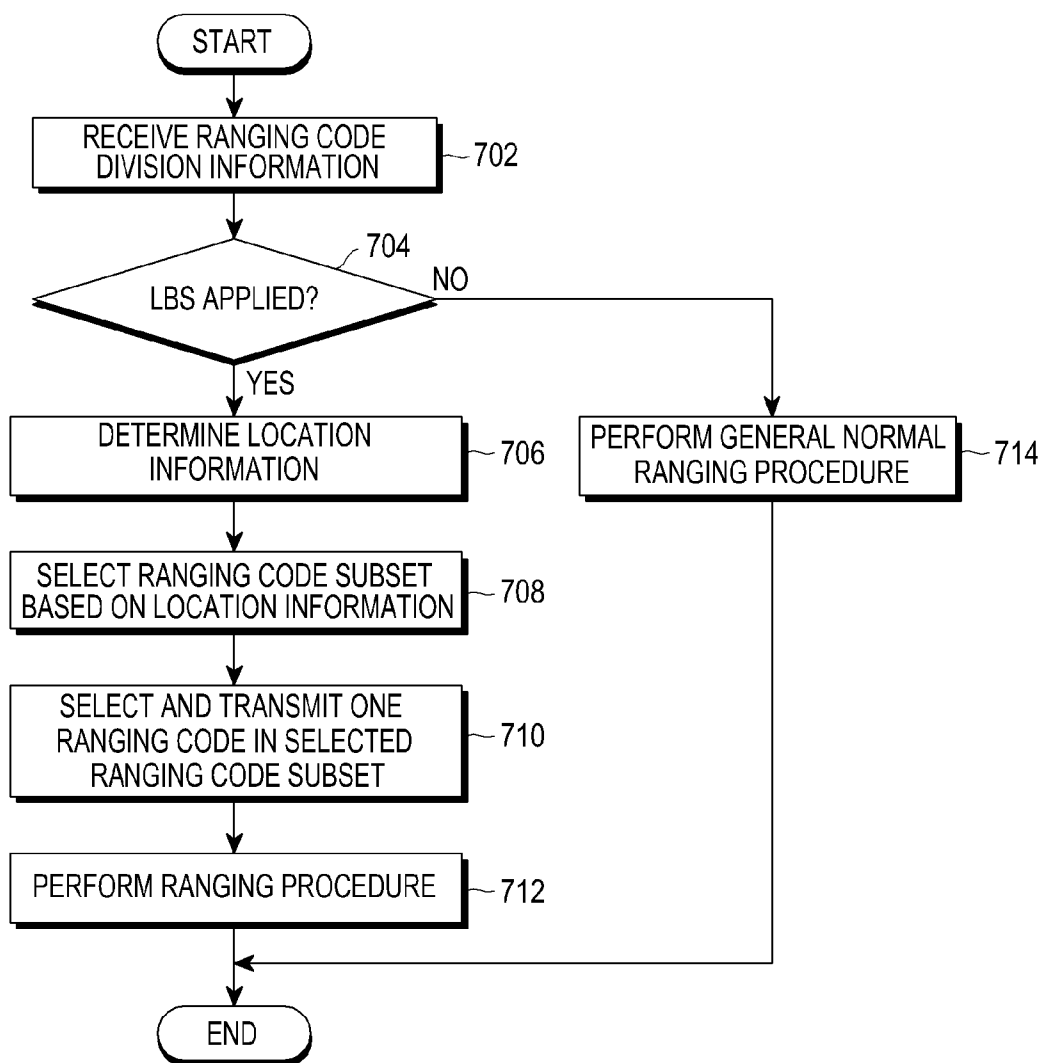 START
RECEIVE RANGING CODE
DIVISION INFORMATION
702
704
LBS APPLIED?
NO
YES
DETERMINE LOCATION
INFORMATION
706
PERFORM GENERAL NORMAL
RANGING PROCEDURE
714
SELECT RANGING CODE SUBSET
BASED ON LOCATION INFORMATION
708
SELECT AND TRANSMIT ONE
RANGING CODE IN SELECTED
RANGING CODE SUBSET
710
PERFORM RANGING PROCEDURE
712
END